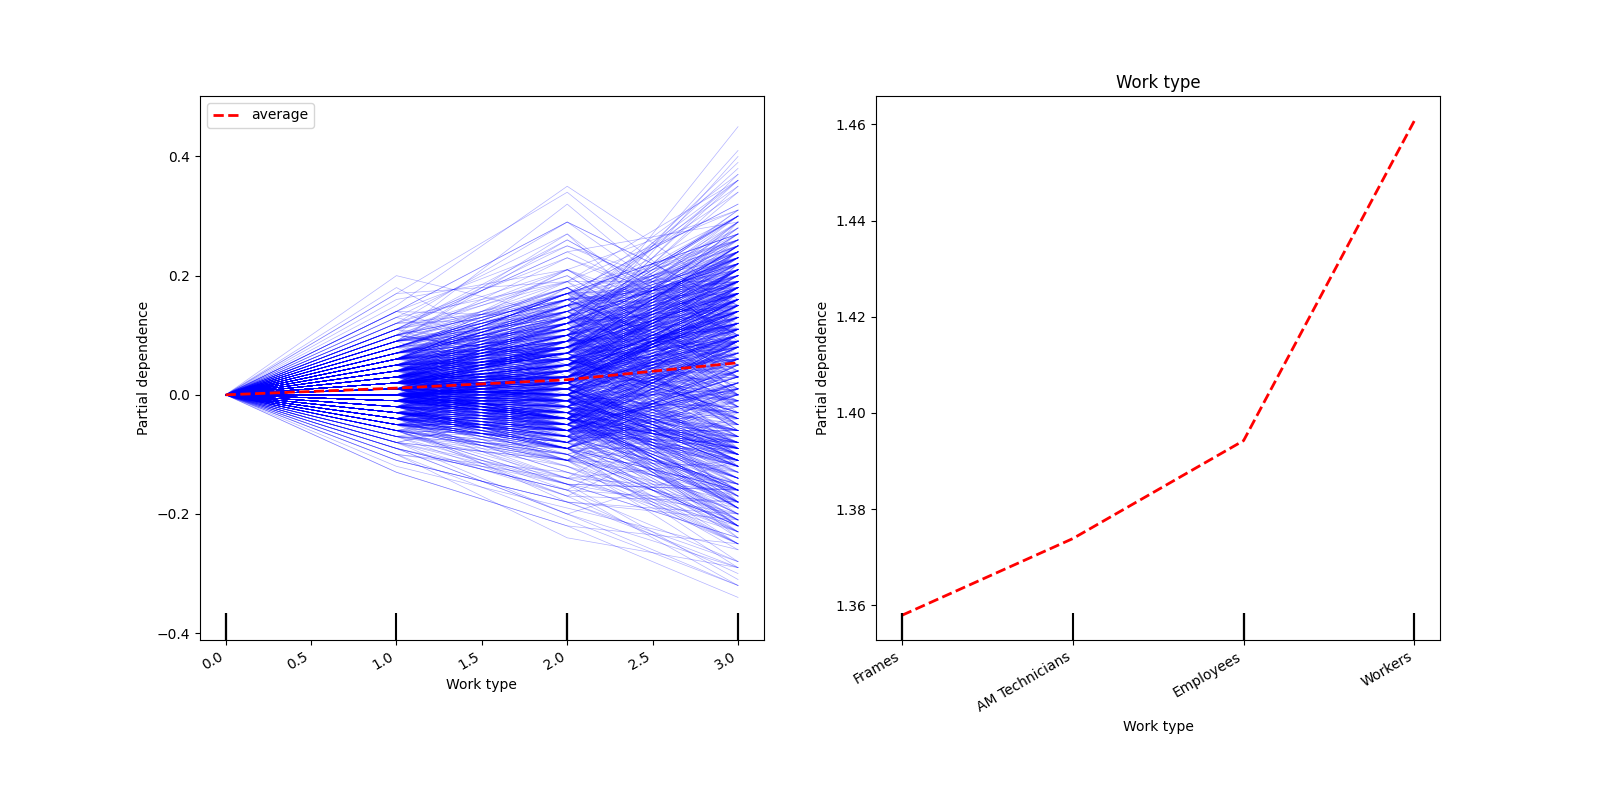 average
0.4
0.2
0.0
−0.2
−0.4
Partial dependence
0.0
0.5
1.0
1.5
2.0
2.5
3.0
Work type
Work type
1.46
1.44
1.42
1.40
1.38
1.36
Partial dependence
Frames
AM Technicians
Employees
Workers
Work type